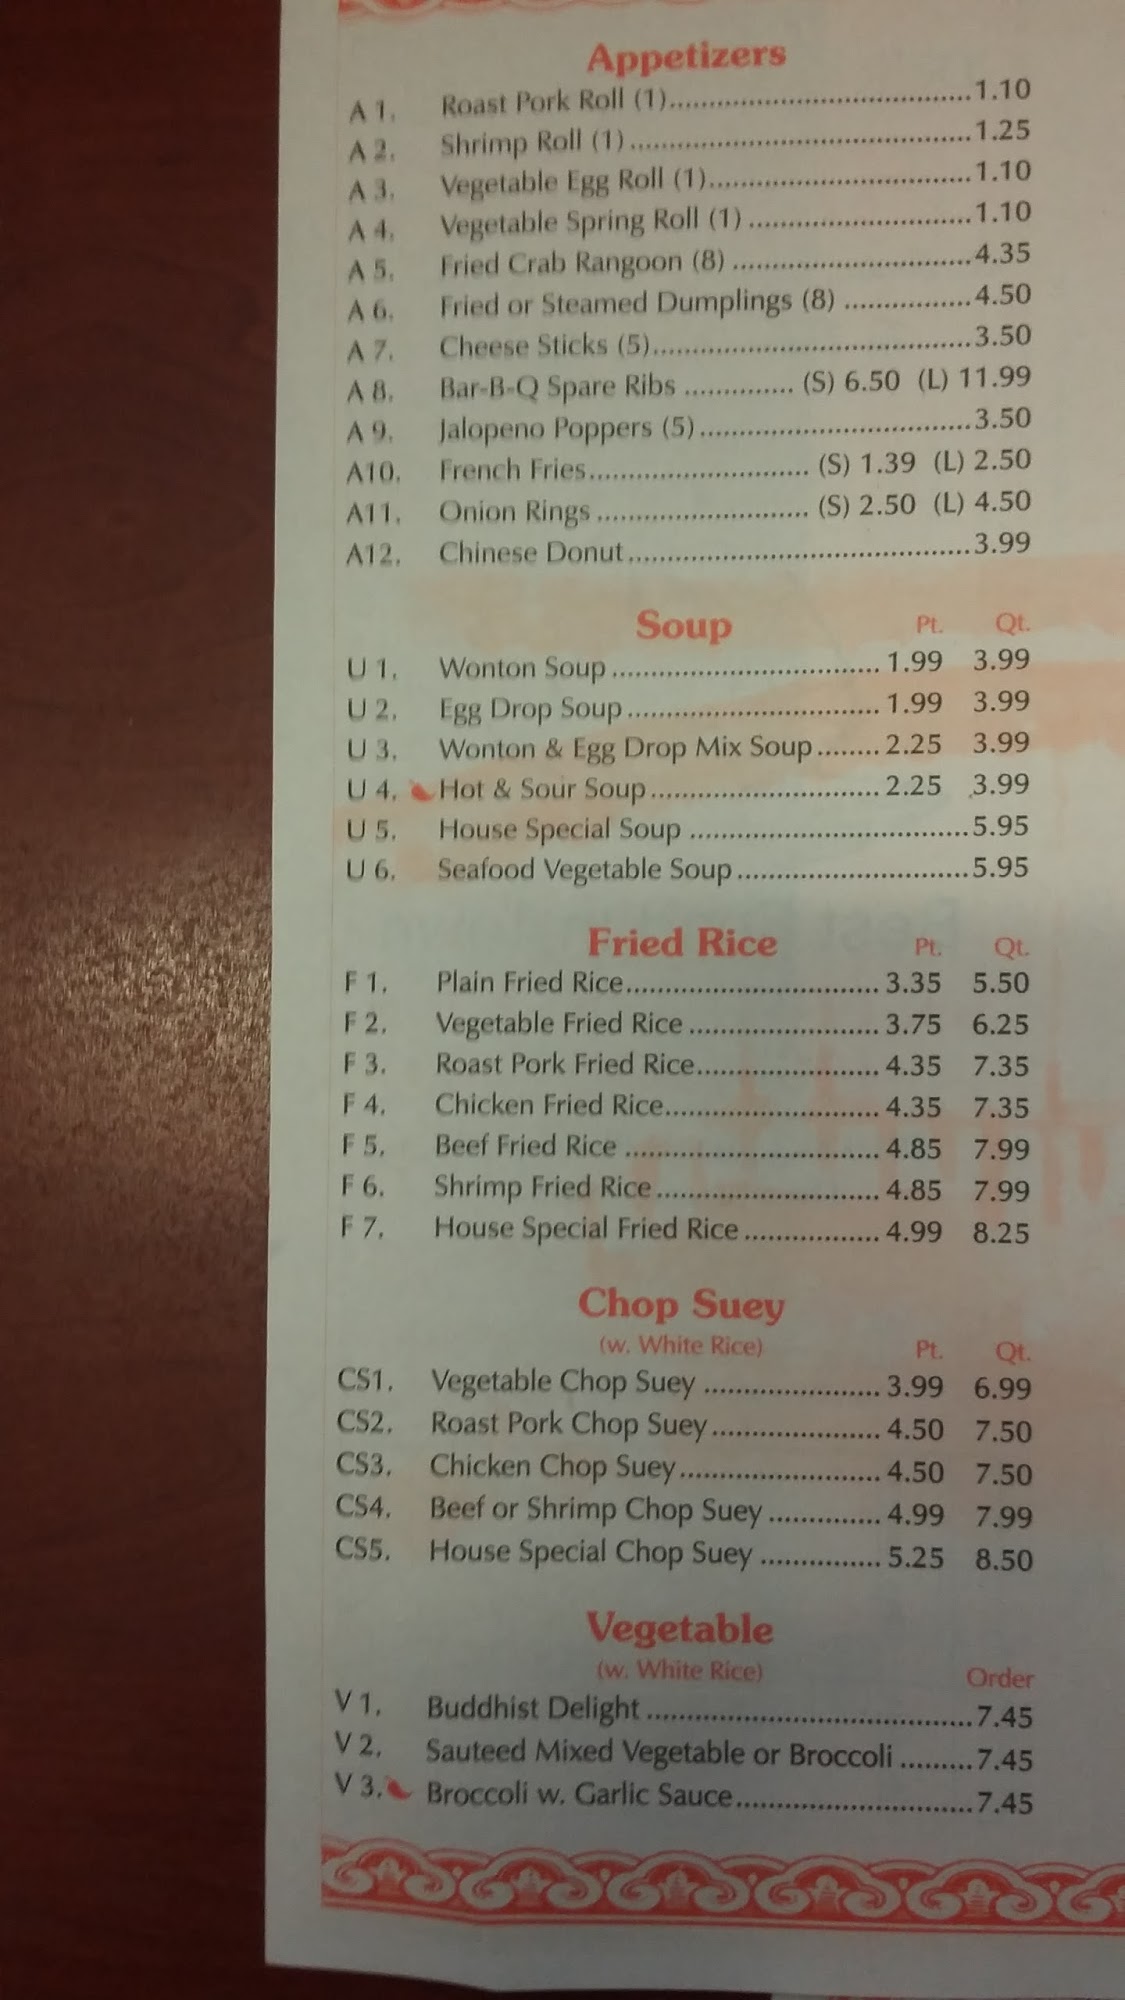 Appetizers
A 1. Roast Pork Roll (1) 1.10
A 2. Shrimp Roll (1) 1.25
A 3. Vegetable Egg Roll (1) 1.10
A 4. Vegetable Spring Roll (1) 1.10
A 5. Fried Crab Rangoon (8) 4.35
A 6. Fried or Steamed Dumplings (8) 4.50
A 7. Cheese Sticks (5) 3.50
A 8. Bar-B-Q Spare Ribs (S) 6.50 (L) 11.99
A 9. Jalopeno Poppers (5) 3.50
A10. French Fries (S) 1.39 (L) 2.50
A11. Onion Rings (S) 2.50 (L) 4.50
A12. Chinese Donut 3.99
Soup Pt. Qt.
U 1. Wonton Soup 1.99 3.99
U 2. Egg Drop Soup 1.99 3.99
U 3. Wonton & Egg Drop Mix Soup 2.25 3.99
U 4. Hot & Sour Soup 2.25 3.99
U 5. House Special Soup 5.95
U 6. Seafood Vegetable Soup 5.95
Fried Rice Pt. Qt.
F 1. Plain Fried Rice 3.35 5.50
F 2. Vegetable Fried Rice 3.75 6.25
F 3. Roast Pork Fried Rice 4.35 7.35
F 4. Chicken Fried Rice 4.35 7.35
F 5. Beef Fried Rice 4.85 7.99
F 6. Shrimp Fried Rice 4.85 7.99
F 7. House Special Fried Rice 4.99 8.25
Chop Suey
(w. White Rice) Pt. Qt.
CS1. Vegetable Chop Suey 3.99 6.99
CS2. Roast Pork Chop Suey 4.50 7.50
CS3. Chicken Chop Suey 4.50 7.50
CS4. Beef or Shrimp Chop Suey 4.99 7.99
CS5. House Special Chop Suey 5.25 8.50
Vegetable
(w. White Rice) Order
V 1. Buddhist Delight 7.45
V 2. Sauteed Mixed Vegetable or Broccoli 7.45
V 3. Broccoli w. Garlic Sauce 7.45